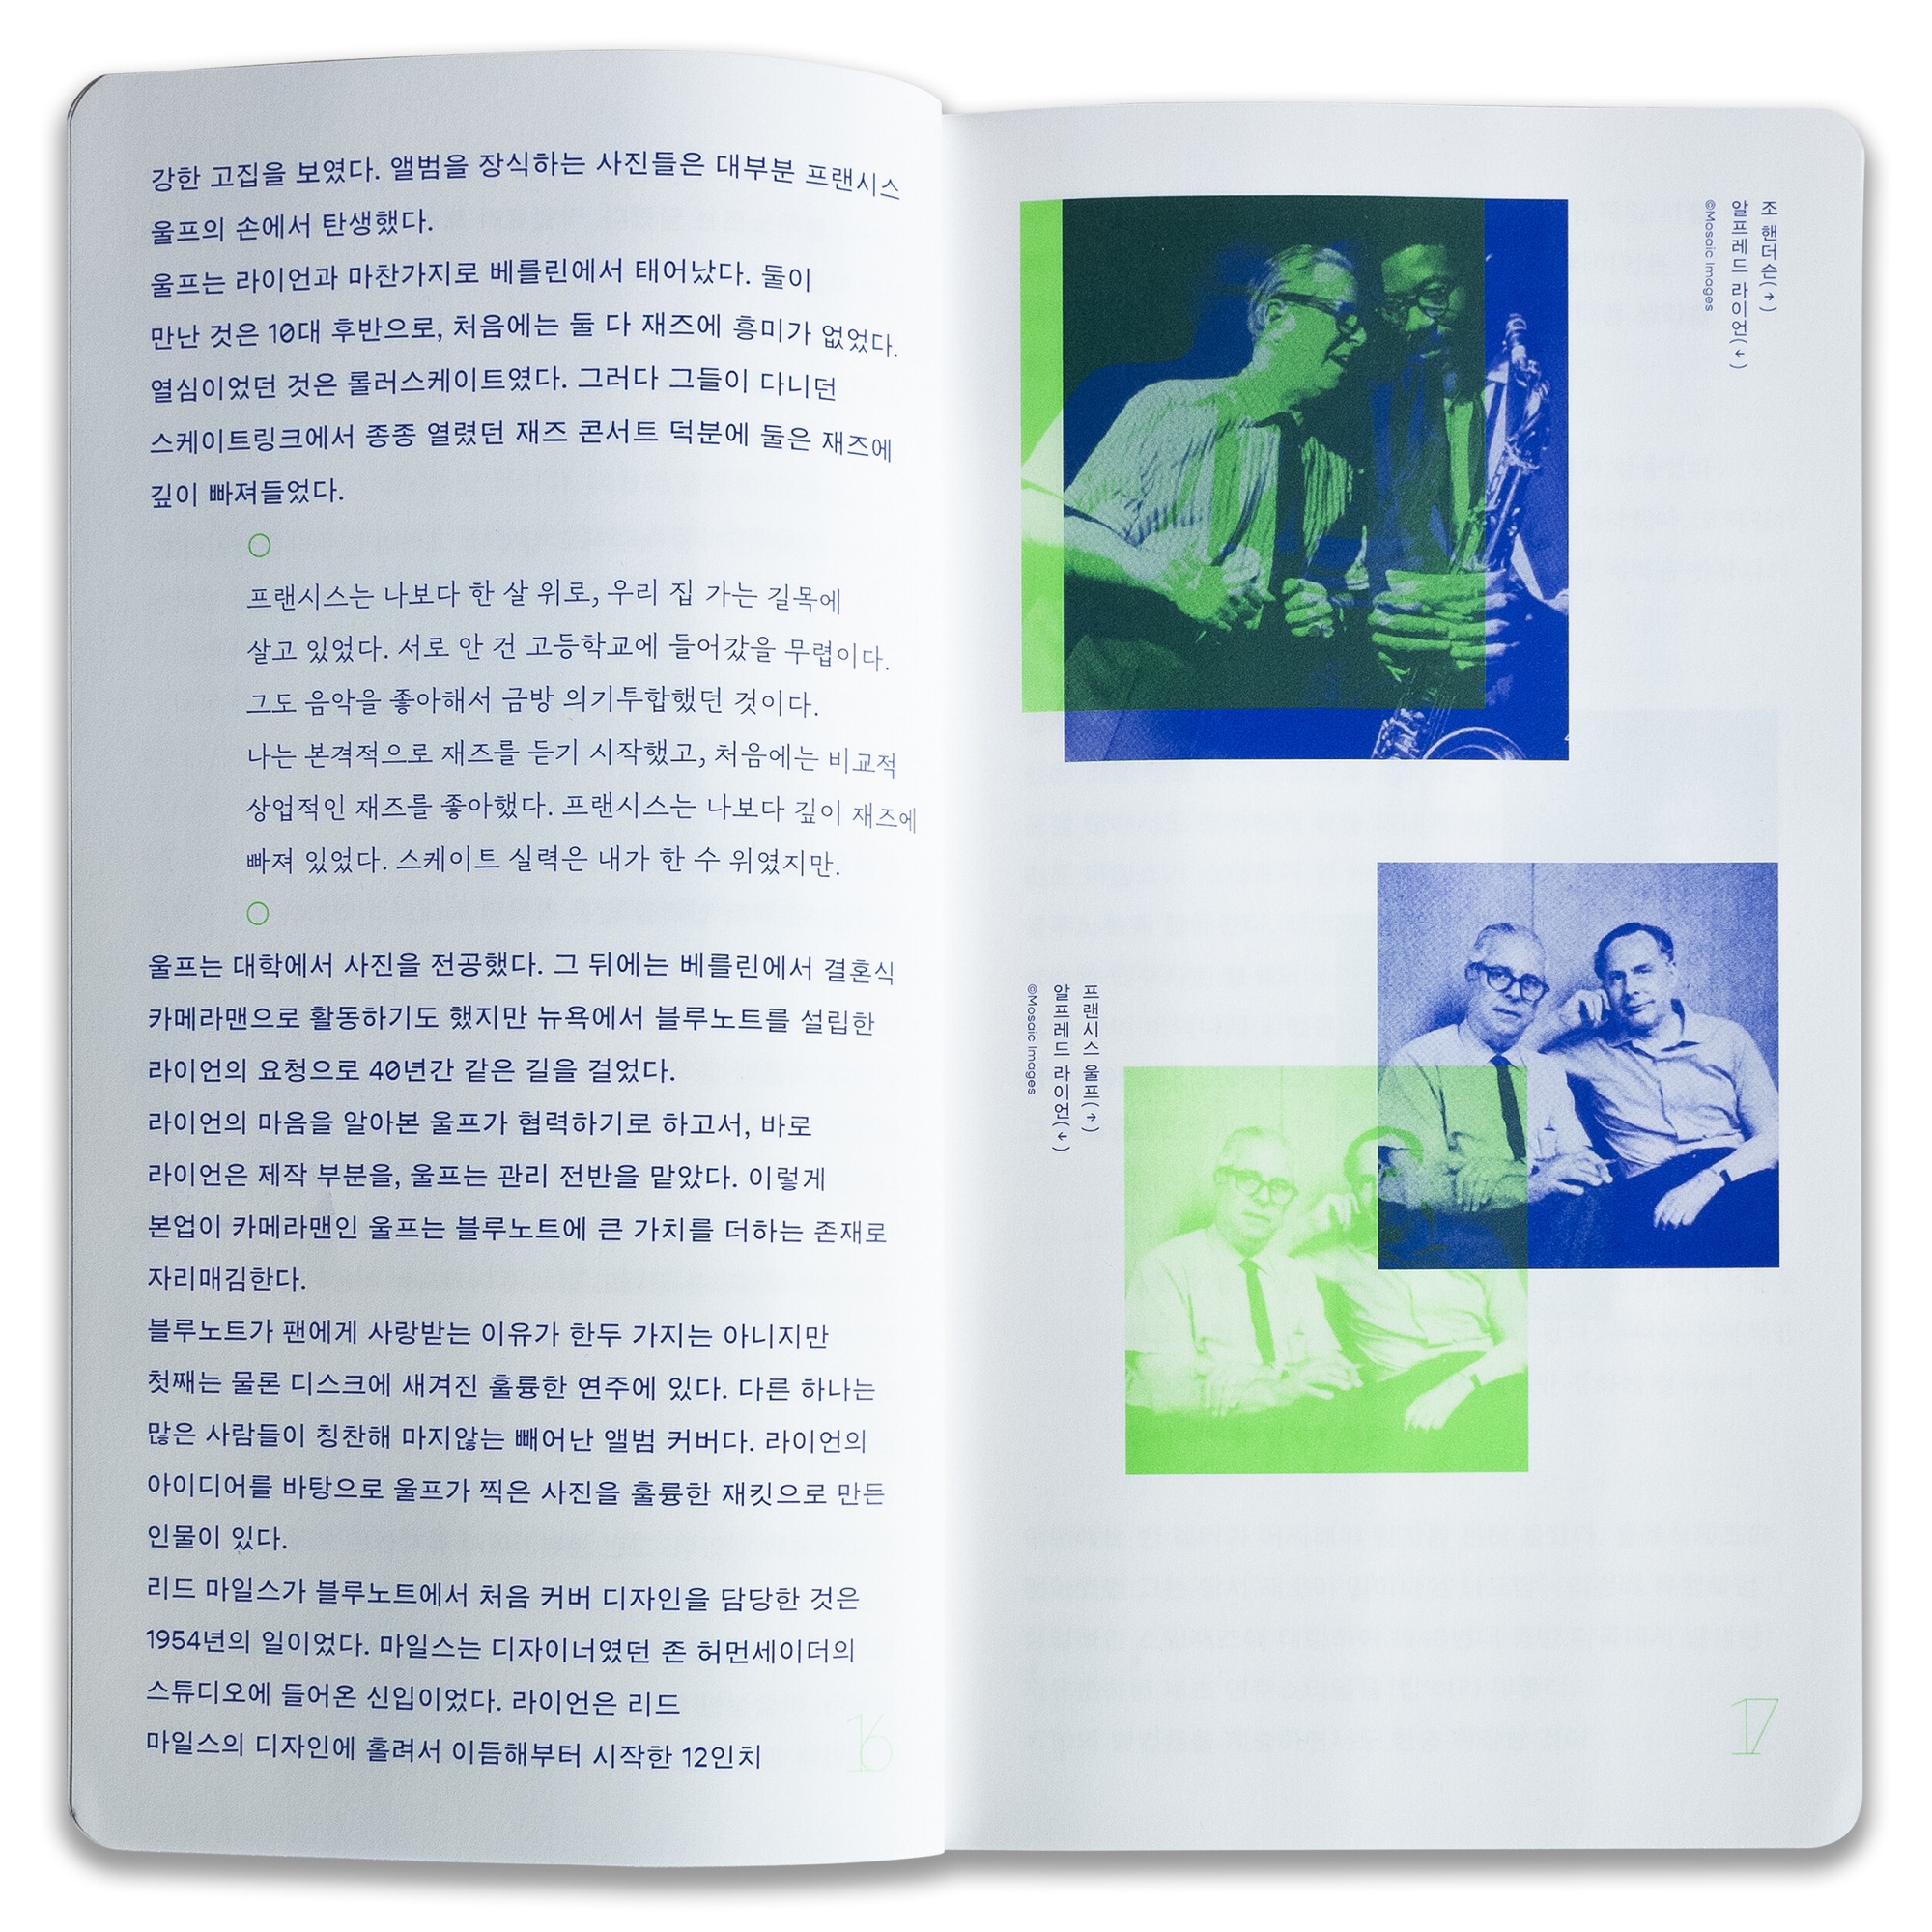 강한 고집을 보였다. 앨범을 장식하는 사진들은 대부분 프랜시스
울프의 손에서 탄생했다.
울프는 라이언과 마찬가지로 베를린에서 태어났다. 둘이
만난 것은 10대 후반으로, 처음에는 둘 다 재즈에 흥미가 없었다.
열심이었던 것은 롤러스케이트였다. 그러다 그들이 다니던
스케이트링크에서 종종 열렸던 재즈 콘서트 덕분에 둘은 재즈에
깊이 빠져들었다.
프랜시스는 나보다 한 살 위로, 우리 집 가는 길목에
살고 있었다. 서로 안 건 고등학교에 들어갔을 무렵이다.
그도 음악을 좋아해서 금방 의기투합했던 것이다.
나는 본격적으로 재즈를 듣기 시작했고, 처음에는 비교적
상업적인 재즈를 좋아했다. 프랜시스는 나보다 깊이 재즈에
빠져 있었다. 스케이트 실력은 내가 한 수 위였지만.
울프는 대학에서 사진을 전공했다. 그 뒤에는 베를린에서 결혼식
카메라맨으로 활동하기도 했지만 뉴욕에서 블루노트를 설립한
라이언의 요청으로 40년간 같은 길을 걸었다.
라이언의 마음을 알아본 울프가 협력하기로 하고서, 바로
라이언은 제작 부분을, 울프는 관리 전반을 맡았다. 이렇게
본업이 카메라맨인 울프는 블루노트에 큰 가치를 더하는 존재로
자리매김한다.
블루노트가 팬에게 사랑받는 이유가 한두 가지는 아니지만
첫째는 물론 디스크에 새겨진 훌륭한 연주에 있다. 다른 하나는
많은 사람들이 칭찬해 마지않는 빼어난 앨범 커버다. 라이언의
아이디어를 바탕으로 울프가 찍은 사진을 훌륭한 재킷으로 만든
인물이 있다.
리드 마일스가 블루노트에서 처음 커버 디자인을 담당한 것은
1954년의 일이었다. 마일스는 디자이너였던 존 허먼세이더의
스튜디오에 들어온 신입이었다. 라이언은 리드
마일스의 디자인에 홀려서 이듬해부터 시작한 12인치
16
조 핸더슨(→)
알프레드 라이언(←)
©Mosaic Images
프랜시스 울프(→)
알프레드 라이언(←)
©Mosaic Images
17